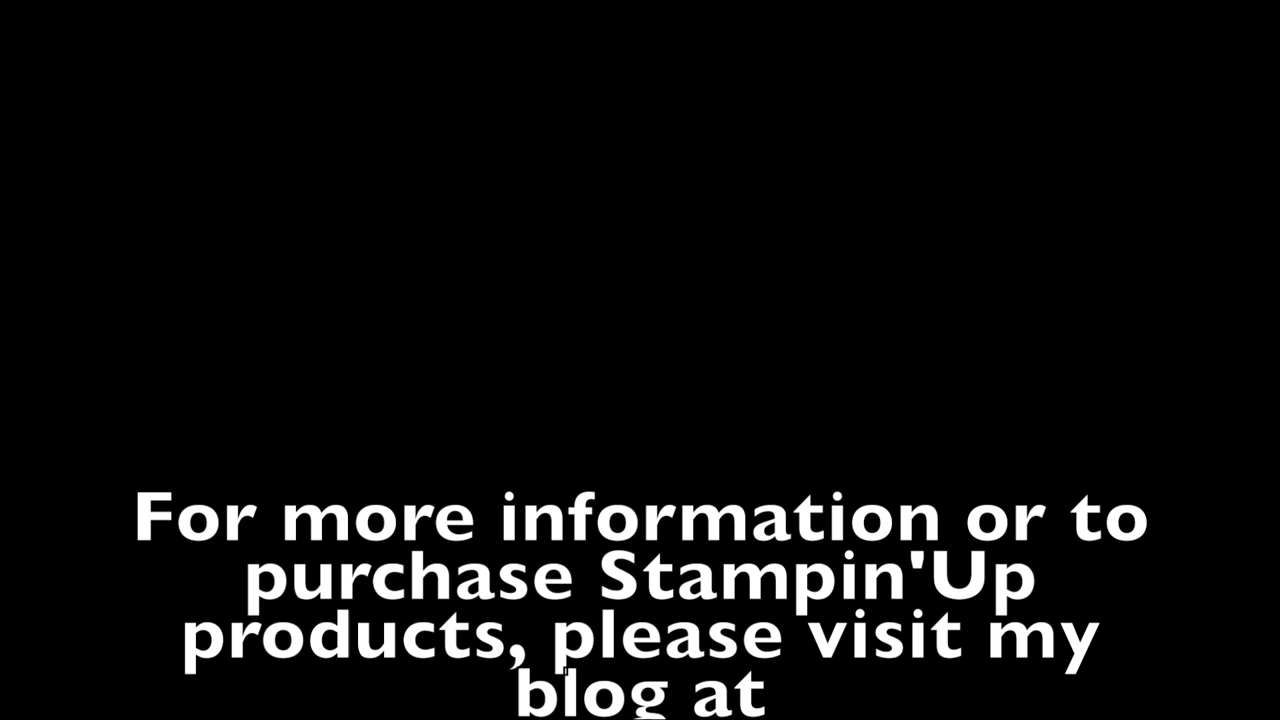 For more information or to
purchase Stampin'Up
products, please visit my
blog at